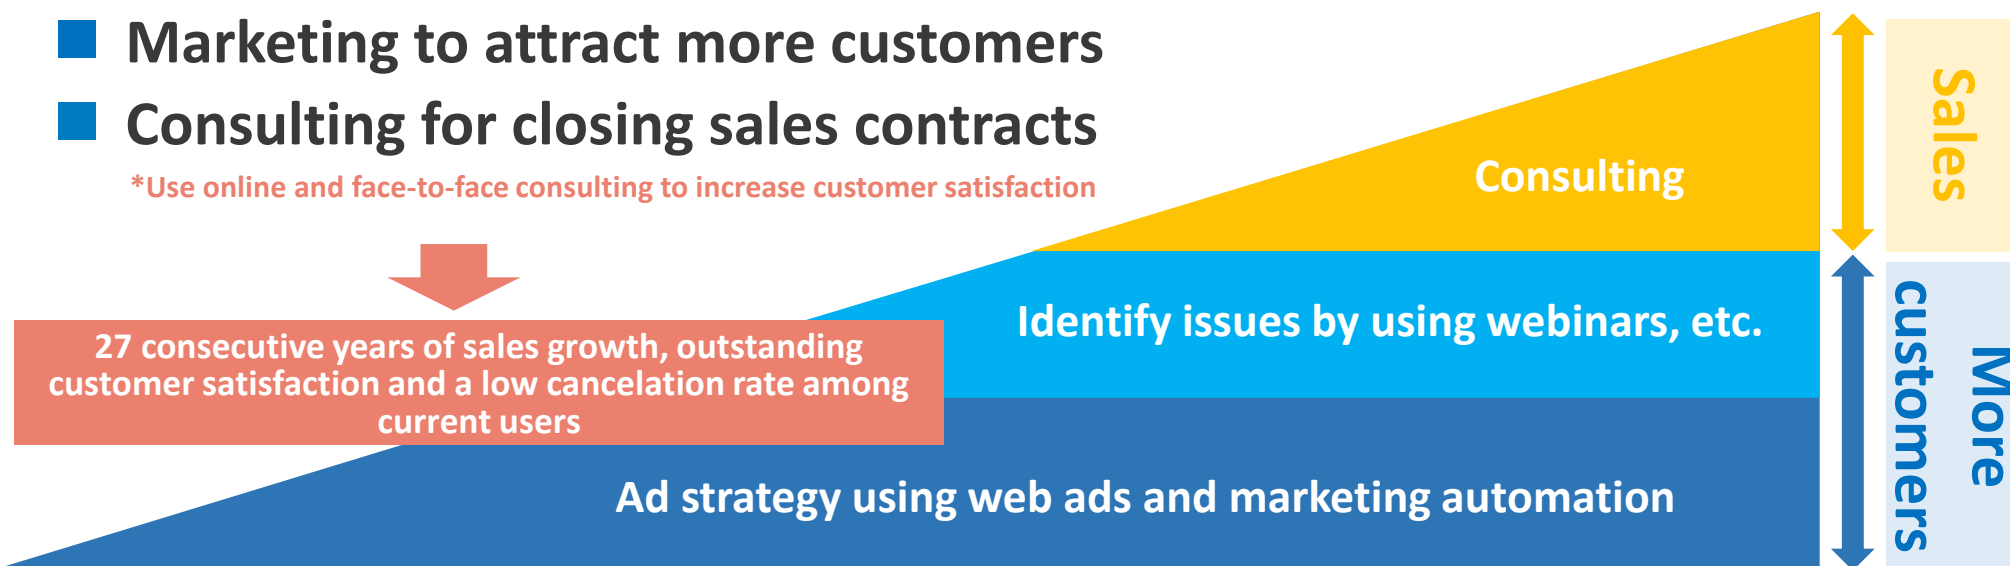 Marketing to attract more customers
Consulting for closing sales contracts
*Use online and face-to-face consulting to increase customer satisfaction
27 consecutive years of sales growth, outstanding
customer satisfaction and a low cancelation rate among
current users
Consulting
Identify issues by using webinars, etc.
Ad strategy using web ads and marketing automation
Sales
More
customers